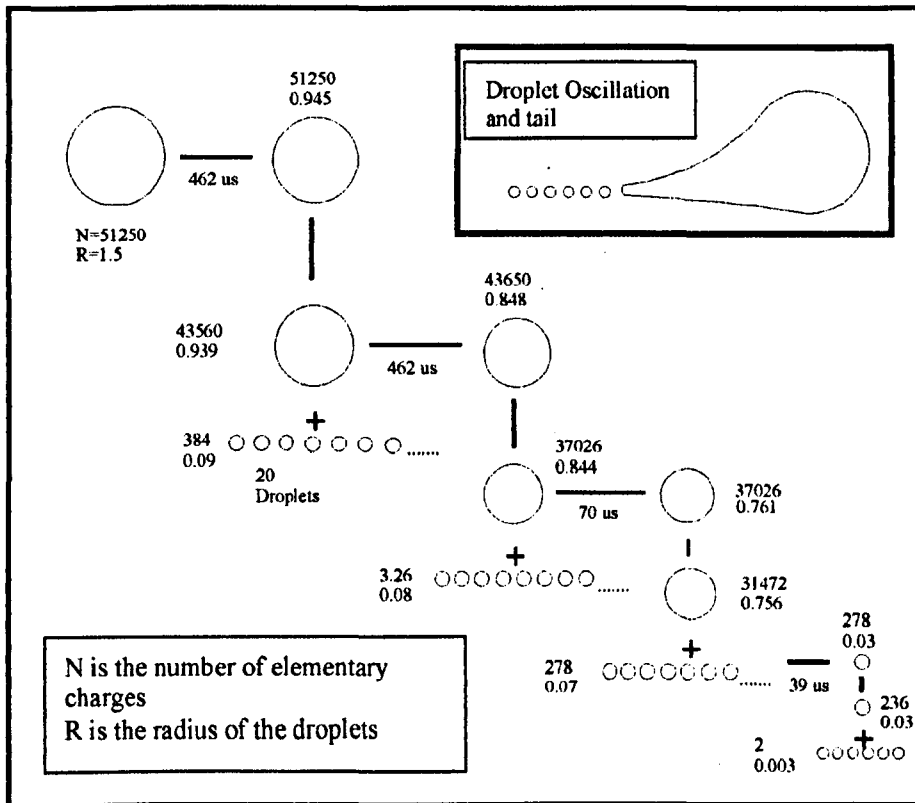 51250
0.945
Droplet Oscillation
and tail
462 us
N=51250
R=1.5
43650
0.848
43560
0.939
462 us
384
0.09
20
Droplets
.......
37026
0.844
70 us
37026
0.761
3.26
0.08
.......
31472
0.756
278
0.03
278
0.07
.......
39 us
236
0.03
2
0.003
N is the number of elementary
charges
R is the radius of the droplets